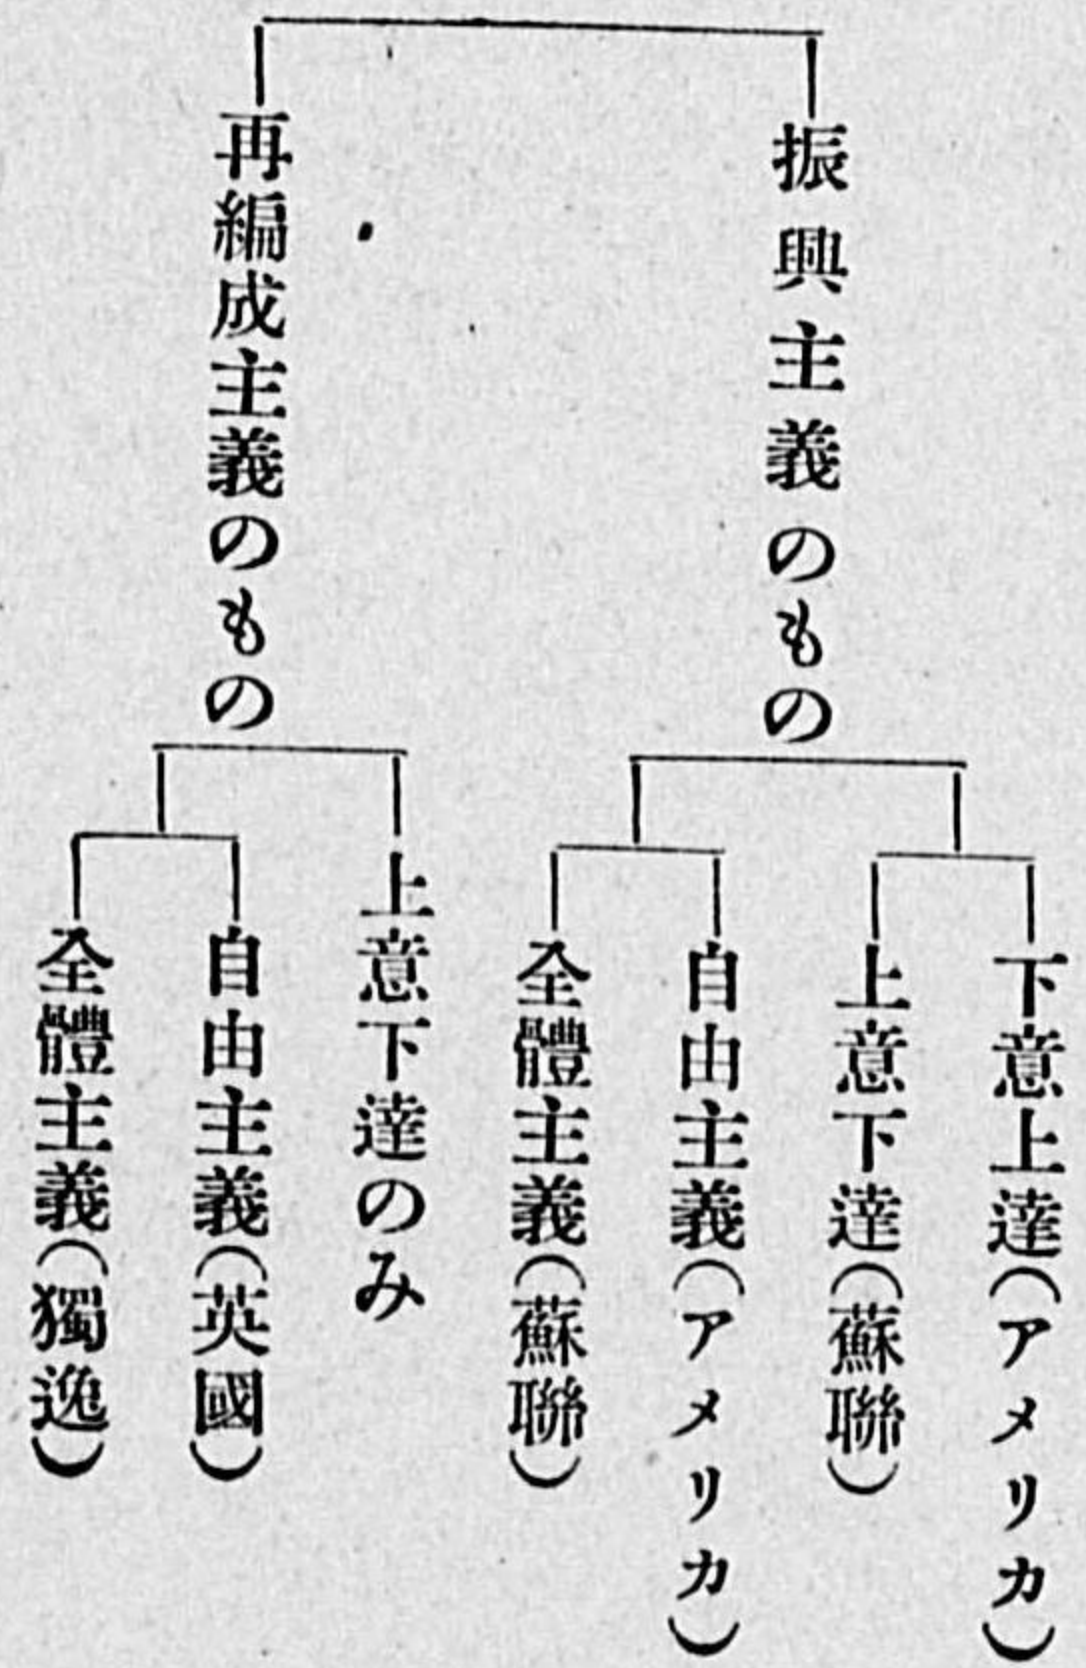 振興主義のもの
下意上達(アメリカ)
上意下達(蘇聯)
自由主義(アメリカ)
全體主義(蘇聯)
再編成主義のもの
上意下達のみ
自由主義(英國)
全體主義(獨逸)